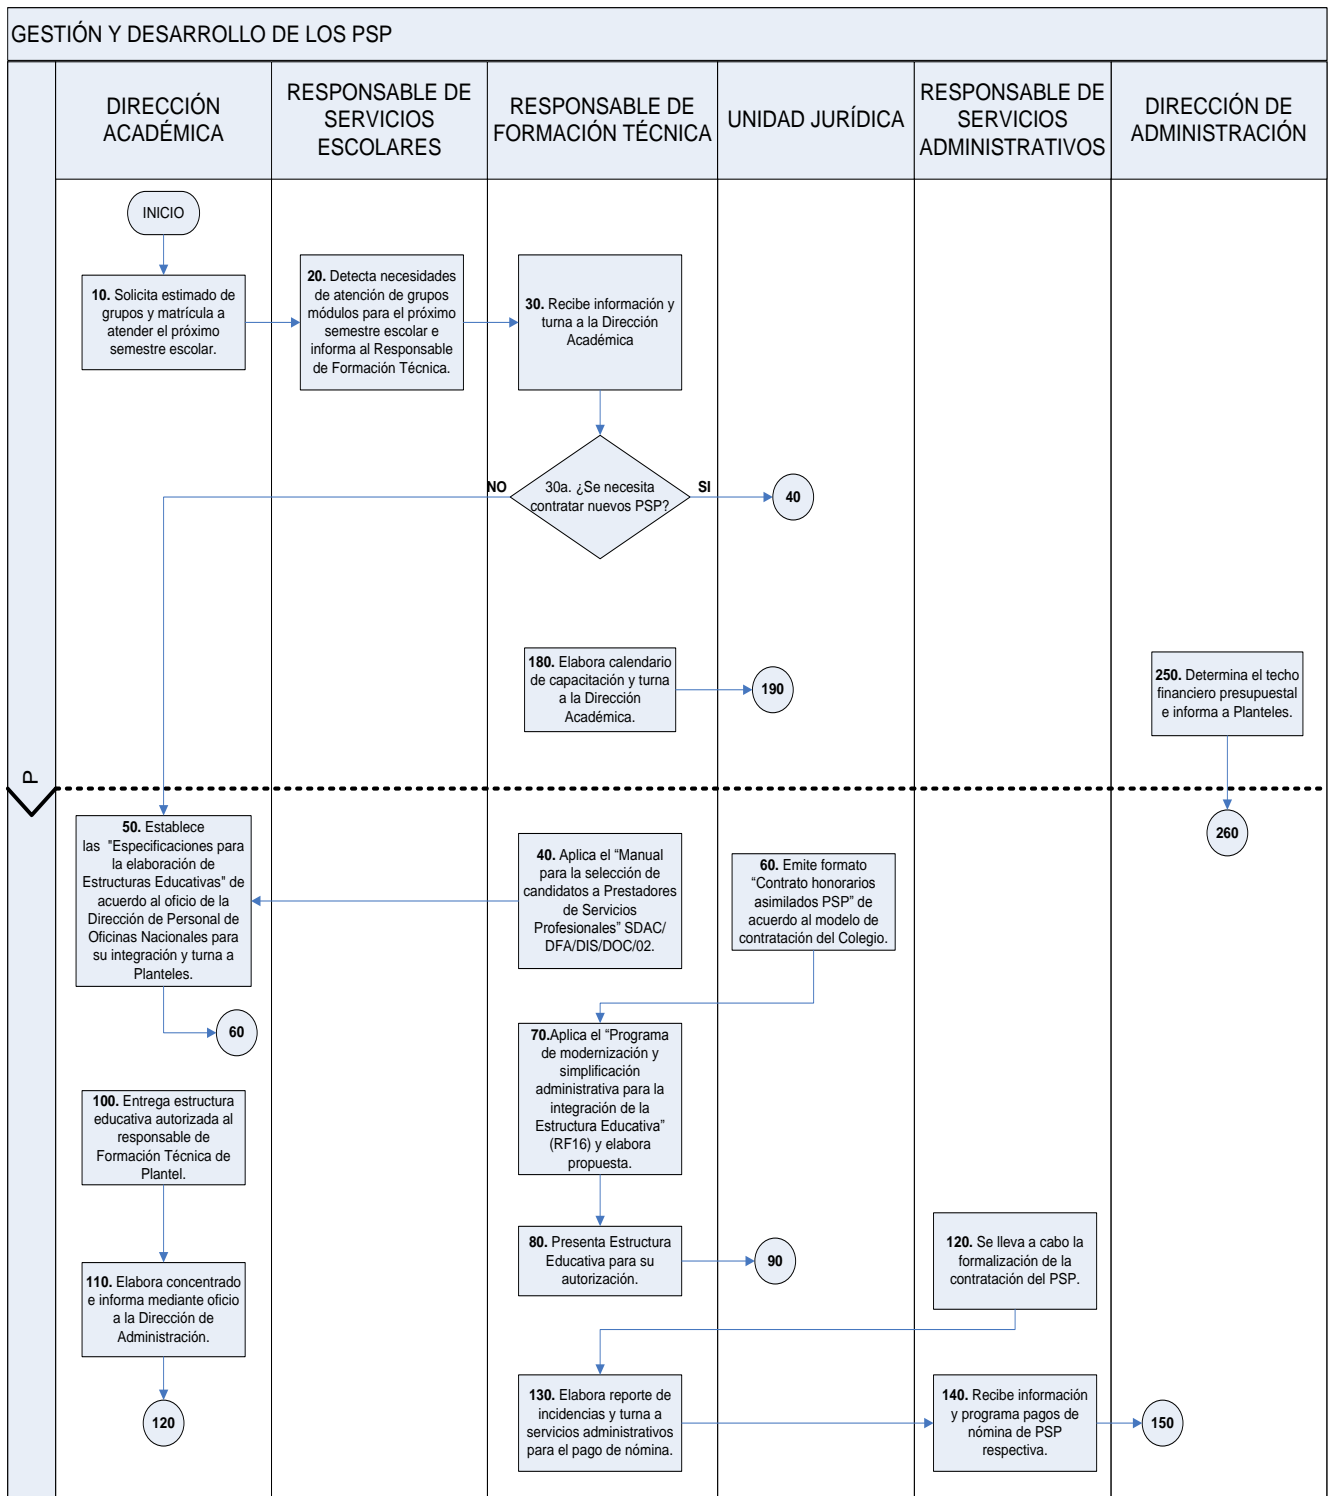 GESTIÓN Y DESARROLLO DE LOS PSP
DIRECCIÓN
ACADÉMICA
RESPONSABLE DE
SERVICIOS
ESCOLARES
RESPONSABLE DE
FORMACIÓN TÉCNICA
UNIDAD JURÍDICA
RESPONSABLE DE
SERVICIOS
ADMINISTRATIVOS
DIRECCIÓN DE
ADMINISTRACIÓN
INICIO
10. Solicita estimado de
grupos y matrícula a
atender el próximo
semestre escolar.
20. Detecta necesidades
de atención de grupos
módulos para el próximo
semestre escolar e
informa al Responsable
de Formación Técnica.
30. Recibe información y
turna a la Dirección
Académica
NO
30a. ¿Se necesita
contratar nuevos PSP?
SI
40
180. Elabora calendario
de capacitación y turna
a la Dirección
Académica.
190
250. Determina el techo
financiero presupuestal
e informa a Planteles.
P
260
50. Establece
las "Especificaciones para
la elaboración de
Estructuras Educativas" de
acuerdo al oficio de la
Dirección de Personal de
Oficinas Nacionales para
su integración y turna a
Planteles.
40. Aplica el “Manual
para la selección de
candidatos a Prestadores
de Servicios
Profesionales” SDAC/
DFA/DIS/DOC/02.
60. Emite formato
“Contrato honorarios
asimilados PSP” de
acuerdo al modelo de
contratación del Colegio.
60
70.Aplica el “Programa
de modernización y
simplificación
administrativa para la
integración de la
Estructura Educativa”
(RF16) y elabora
propuesta.
100. Entrega estructura
educativa autorizada al
responsable de
Formación Técnica de
Plantel.
80. Presenta Estructura
Educativa para su
autorización.
90
120. Se lleva a cabo la
formalización de la
contratación del PSP.
110. Elabora concentrado
e informa mediante oficio
a la Dirección de
Administración.
120
130. Elabora reporte de
incidencias y turna a
servicios administrativos
para el pago de nómina.
140. Recibe información
y programa pagos de
nómina de PSP
respectiva.
150